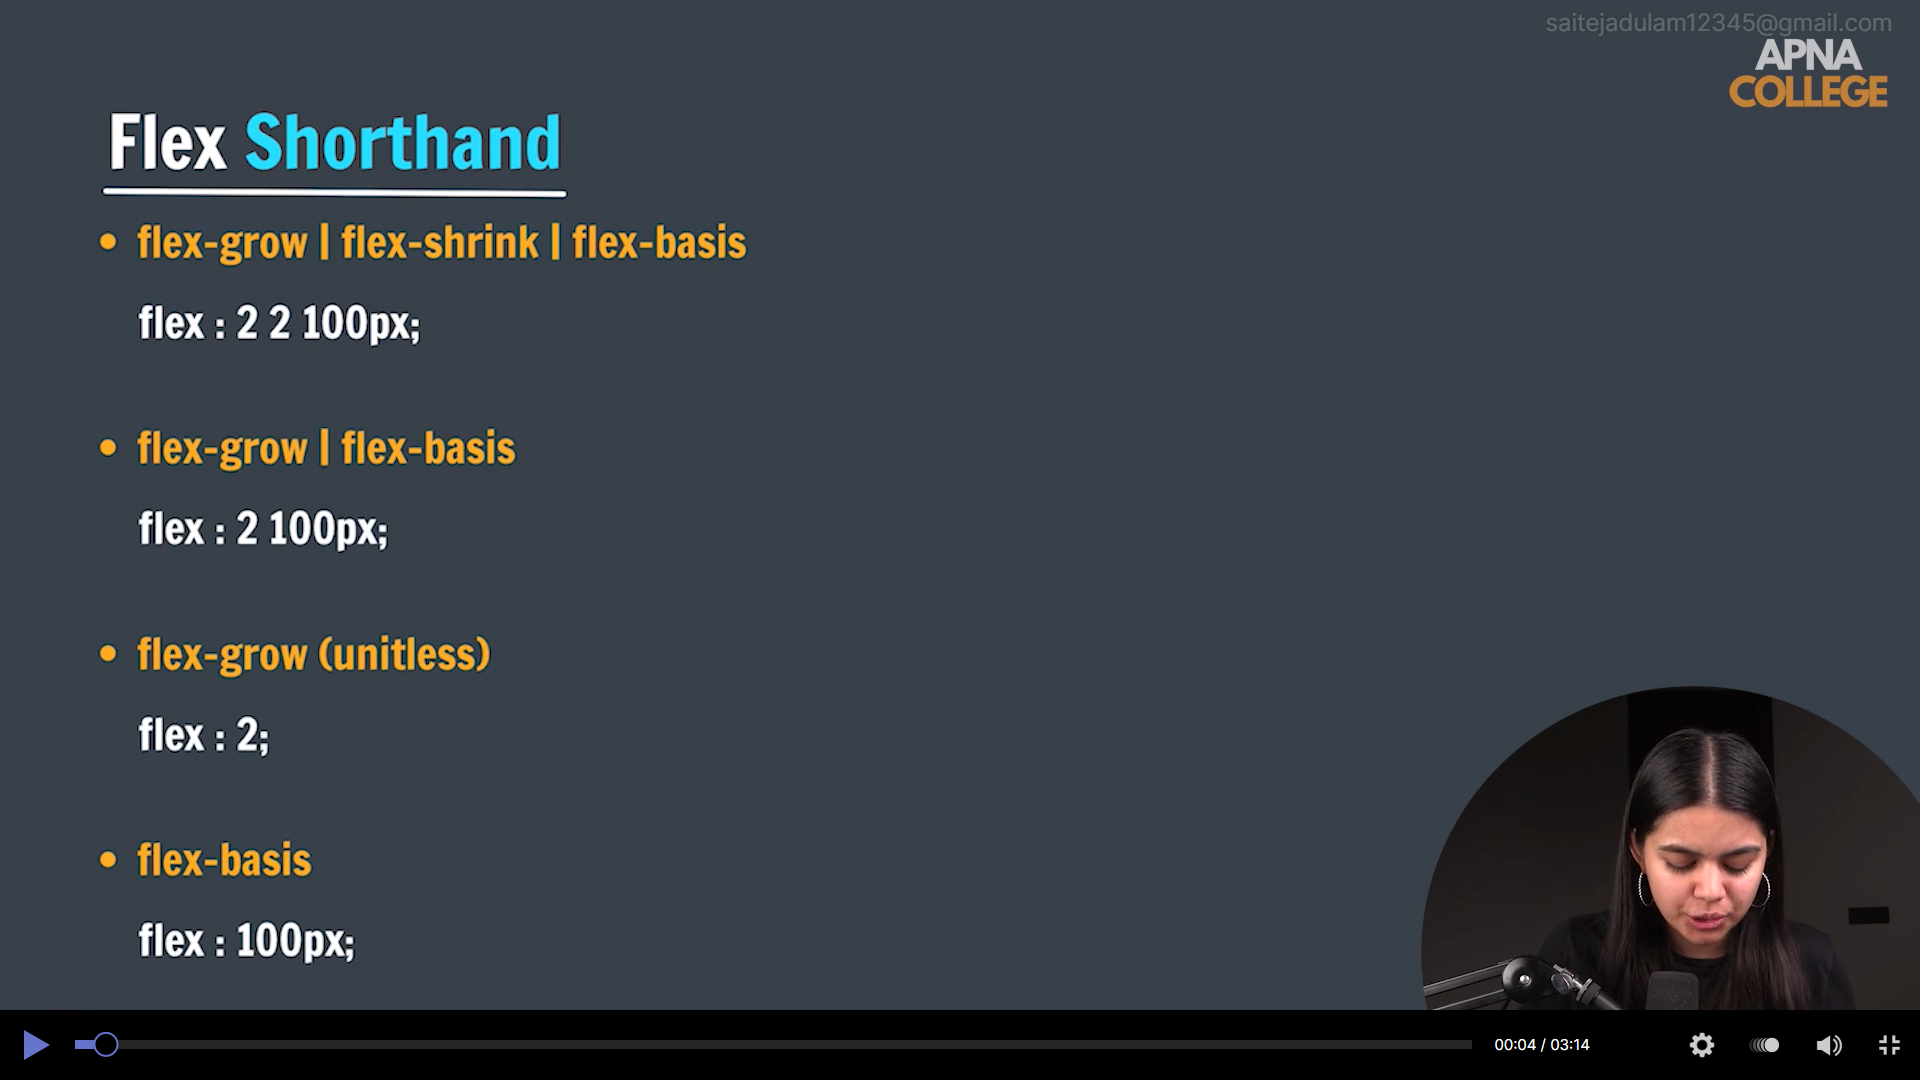 saitejadulam12345@gmail.com
APNA
COLLEGE
Flex Shorthand
• flex-grow | flex-shrink | flex-basis
flex : 2 2 100px;
• flex-grow | flex-basis
flex : 2 100px;
• flex-grow (unitless)
flex : 2;
• flex-basis
flex : 100px;
00:04 / 03:14